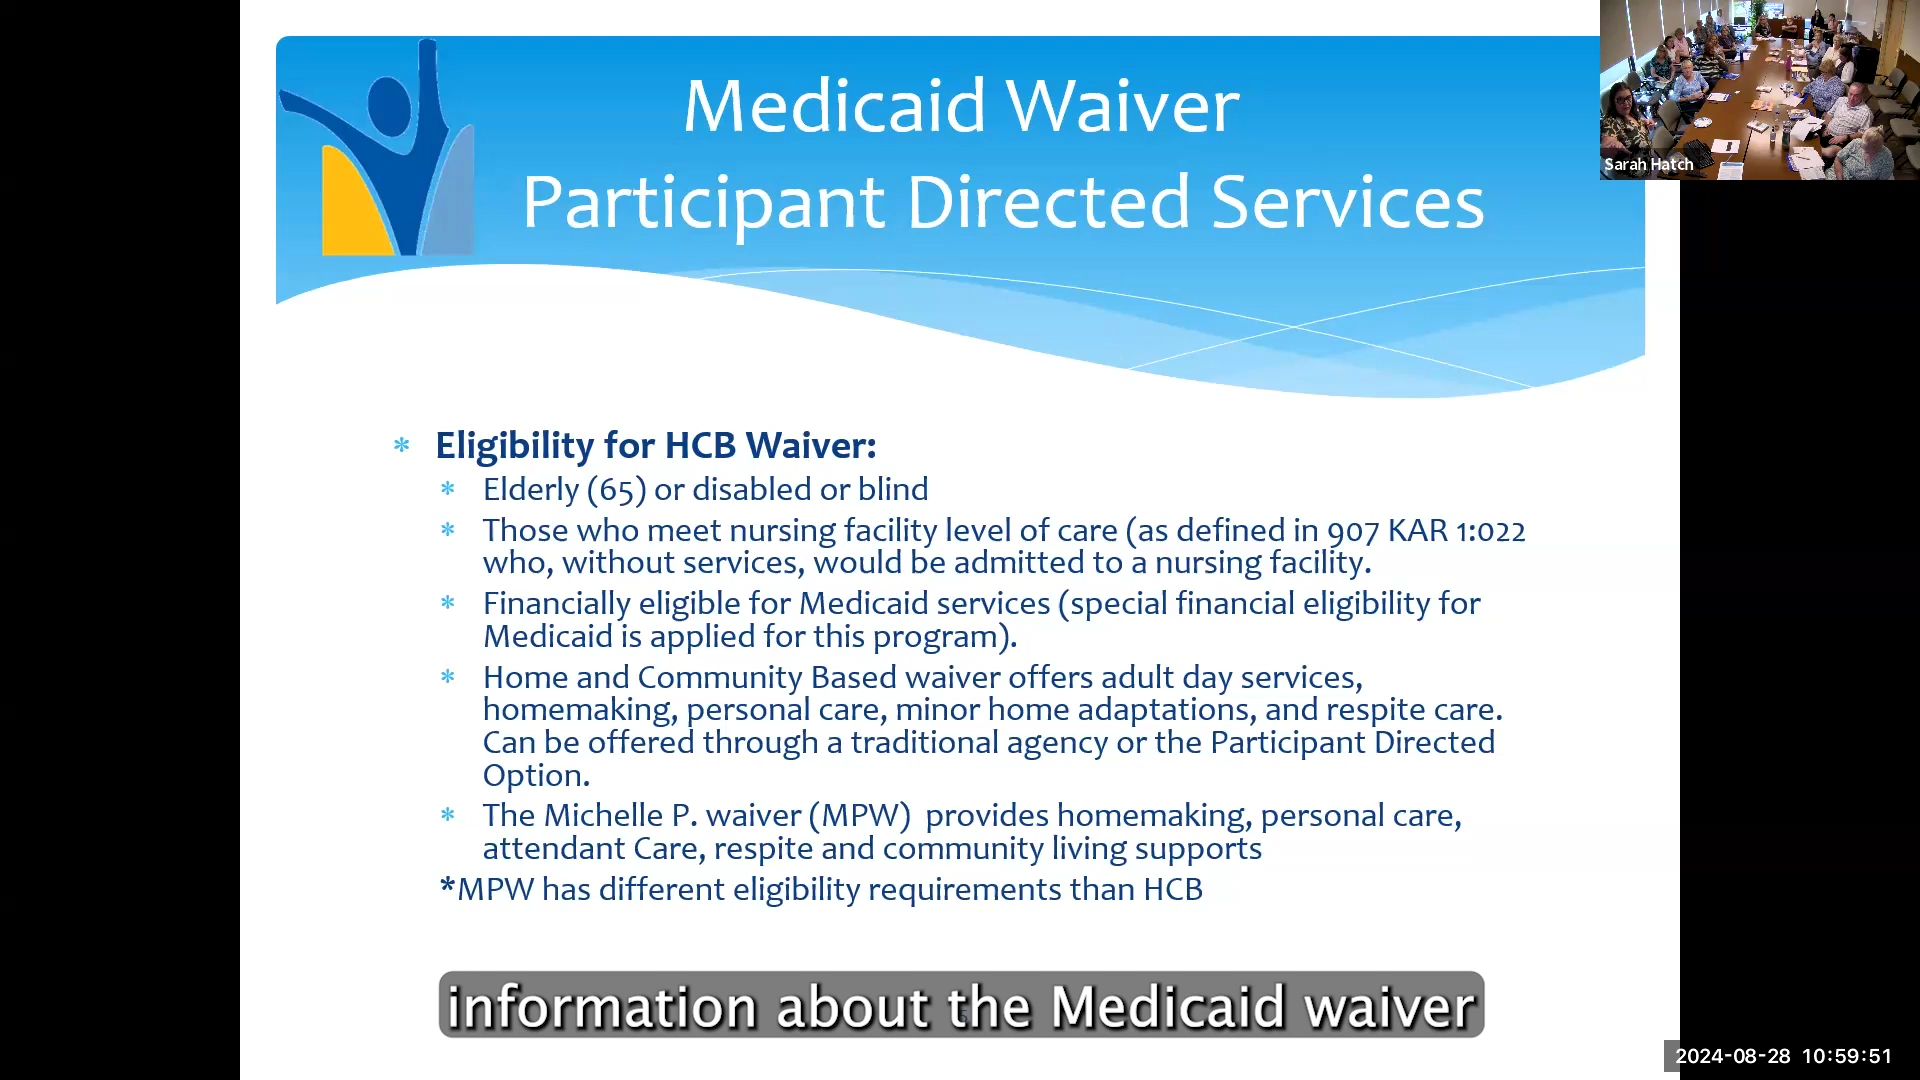 Medicaid Waiver
Participant Directed Services
Sarah Hatch
* Eligibility for HCB Waiver:
* Elderly (65) or disabled or blind
* Those who meet nursing facility level of care (as defined in 907 KAR 1:022
who, without services, would be admitted to a nursing facility.
* Financially eligible for Medicaid services (special financial eligibility for
Medicaid is applied for this program).
* Home and Community Based waiver offers adult day services,
homemaking, personal care, minor home adaptations, and respite care.
Can be offered through a traditional agency or the Participant Directed
Option.
* The Michelle P. waiver (MPW)  provides homemaking, personal care,
attendant Care, respite and community living supports
*MPW has different eligibility requirements than HCB
information about the Medicaid waiver
2024-08-28 10:59:51